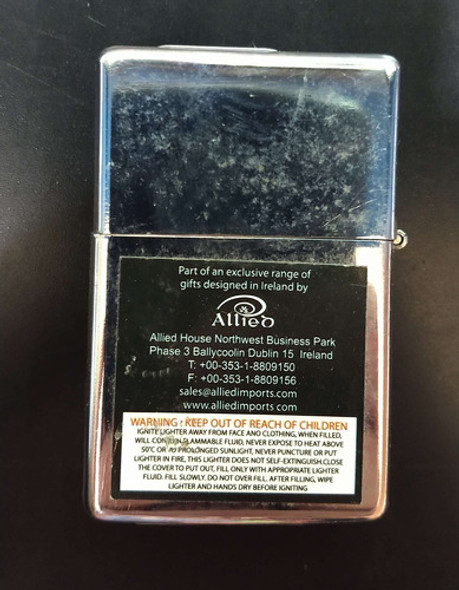 Part of an exclusive range of
gifts designed in Ireland by
Allied
Allied House Northwest Business Park
Phase 3 Ballycoolin Dublin 15 Ireland
T: +00-353-1-8809150
F: +00-353-1-8809156
sales@alliedimports.com
www.alliedimports.com
WARNING : KEEP OUT OF REACH OF CHILDREN
IGNITE LIGHTER AWAY FROM FACE AND CLOTHING, WHEN FILLED,
WILL CONTAIN FLAMMABLE FLUID, NEVER EXPOSE TO HEAT ABOVE
50°C OR TO PROLONGED SUNLIGHT, NEVER PUNCTURE OR PUT
LIGHTER IN FIRE, THIS LIGHTER DOES NOT SELF-EXTINGUISH.CLOSE
THE COVER TO PUT OUT, FILL ONLY WITH APPROPRIATE LIGHTER
FLUID. FILL SLOWLY. DO NOT OVER FILL, AFTER FILLING, WIPE
LIGHTER AND HANDS DRY BEFORE IGNITING